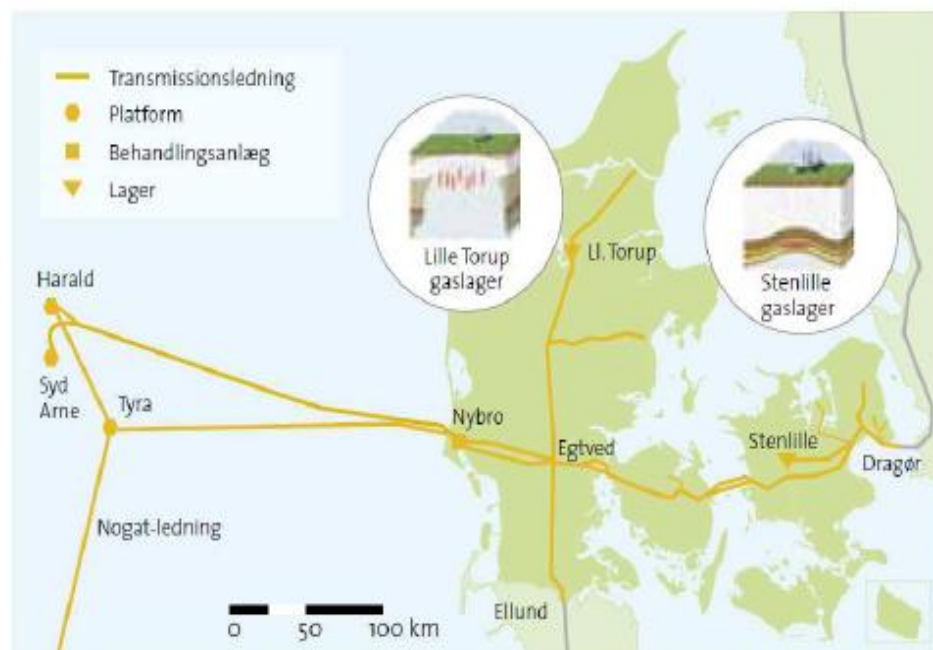 Transmissionsledning
Platform
Behandlingsanlæg
Lager
Lille Torup
gaslager
Ll. Torup
Stenlille
gaslager
Harald
Syd
Arne
Tyra
Nybro
Egtved
Stenlille
Dragør
Nogat-ledning
Ellund
0 50 100 km